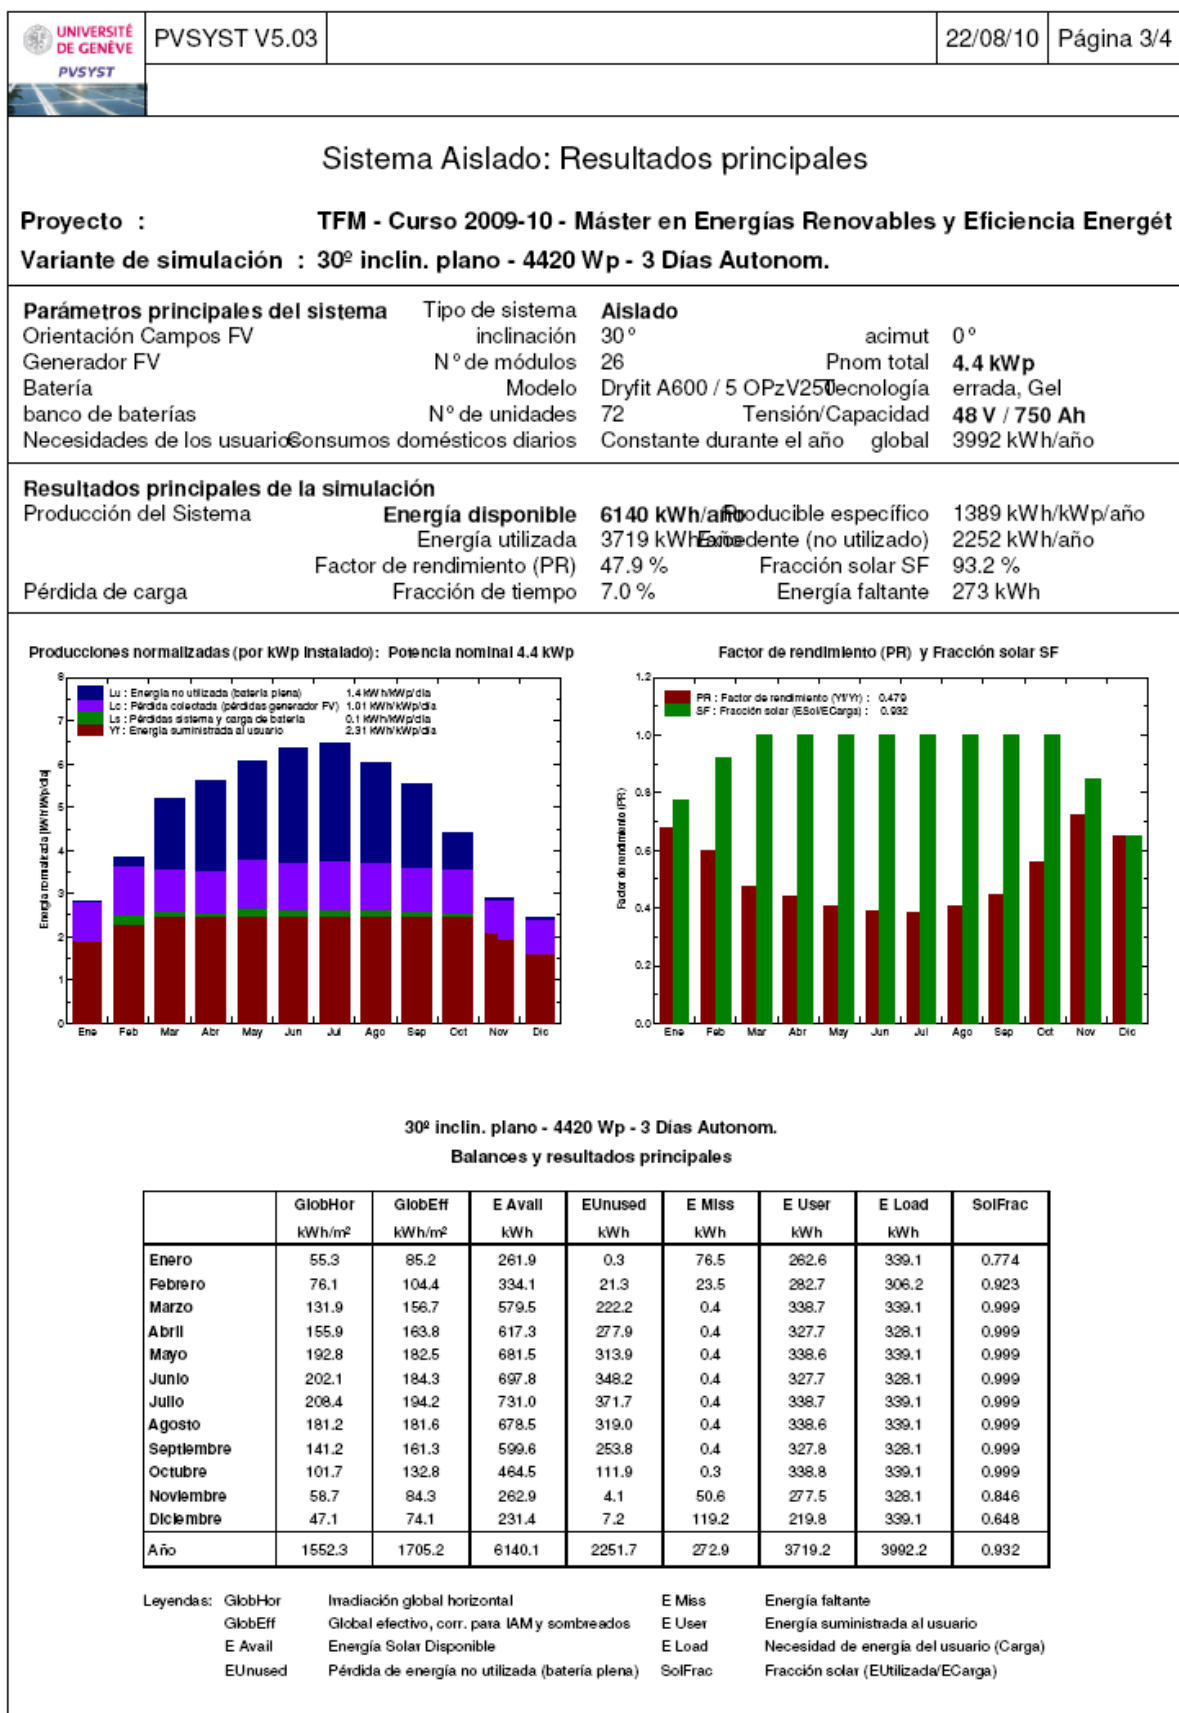 UNIVERSITÉ
DE GENÈVE
PVSYST
PVSYST V5.03
22/08/10
Página 3/4
Sistema Aislado: Resultados principales
Proyecto : TFM - Curso 2009-10 - Máster en Energías Renovables y Eficiencia Energét
Variante de simulación : 30º inclin. plano - 4420 Wp - 3 Días Autonom.
Parámetros principales del sistema Tipo de sistema Aislado
Orientación Campos FV inclinación 30° acimut 0°
Generador FV N° de módulos 26 Pnom total 4.4 kWp
Batería Modelo Dryfit A600 / 5 OPzV250 Tecnología errada, Gel
banco de baterías N° de unidades 72 Tensión/Capacidad 48 V / 750 Ah
Necesidades de los usuarios Consumos domésticos diarios Constante durante el año global 3992 kWh/año
Resultados principales de la simulación
Producción del Sistema Energía disponible 6140 kWh/año Producible específico 1389 kWh/kWp/año
Energía utilizada 3719 kWh/año Excedente (no utilizado) 2252 kWh/año
Factor de rendimiento (PR) 47.9 % Fracción solar SF 93.2 %
Pérdida de carga Fracción de tiempo 7.0 % Energía faltante 273 kWh
Producciones normalizadas (por kWp instalado): Potencia nominal 4.4 kWp
Lu : Energía no utilizada (batería plena) 1.4 kWh/kWp/día
Lc : Pérdida colectada (pérdidas generador FV) 1.01 kWh/kWp/día
Ls : Pérdidas sistema y carga de batería 0.1 kWh/kWp/día
Yf : Energía suministrada al usuario 2.31 kWh/kWp/día
Energía normalizada [kWh/kWp/día]
8
7
6
5
4
3
2
1
0
Ene Feb Mar Abr May Jun Jul Ago Sep Oct Nov Dic
Factor de rendimiento (PR) y Fracción solar SF
PR : Factor de rendimiento (Yf/Yr) : 0.479
SF : Fracción solar (ESol/ECarga) : 0.932
Factor de rendimiento (PR)
1.2
1.0
0.8
0.6
0.4
0.2
0.0
Ene Feb Mar Abr May Jun Jul Ago Sep Oct Nov Dic
30º inclin. plano - 4420 Wp - 3 Días Autonom.
Balances y resultados principales
GlobHor GlobEff E Avail EUnused E Miss E User E Load SolFrac
kWh/m² kWh/m² kWh kWh kWh kWh kWh
Enero 55.3 85.2 261.9 0.3 76.5 262.6 339.1 0.774
Febrero 76.1 104.4 334.1 21.3 23.5 282.7 306.2 0.923
Marzo 131.9 156.7 579.5 222.2 0.4 338.7 339.1 0.999
Abril 155.9 163.8 617.3 277.9 0.4 327.7 328.1 0.999
Mayo 192.8 182.5 681.5 313.9 0.4 338.6 339.1 0.999
Junio 202.1 184.3 697.8 348.2 0.4 327.7 328.1 0.999
Julio 208.4 194.2 731.0 371.7 0.4 338.7 339.1 0.999
Agosto 181.2 181.6 678.5 319.0 0.4 338.6 339.1 0.999
Septiembre 141.2 161.3 599.6 253.8 0.4 327.8 328.1 0.999
Octubre 101.7 132.8 464.5 111.9 0.3 338.8 339.1 0.999
Noviembre 58.7 84.3 262.9 4.1 50.6 277.5 328.1 0.846
Diciembre 47.1 74.1 231.4 7.2 119.2 219.8 339.1 0.648
Año 1552.3 1705.2 6140.1 2251.7 272.9 3719.2 3992.2 0.932
Leyendas: GlobHor Irradiación global horizontal E Miss Energía faltante
GlobEff Global efectivo, corr. para IAM y sombreados E User Energía suministrada al usuario
E Avail Energía Solar Disponible E Load Necesidad de energía del usuario (Carga)
EUnused Pérdida de energía no utilizada (batería plena) SolFrac Fracción solar (EUtilizada/ECarga)